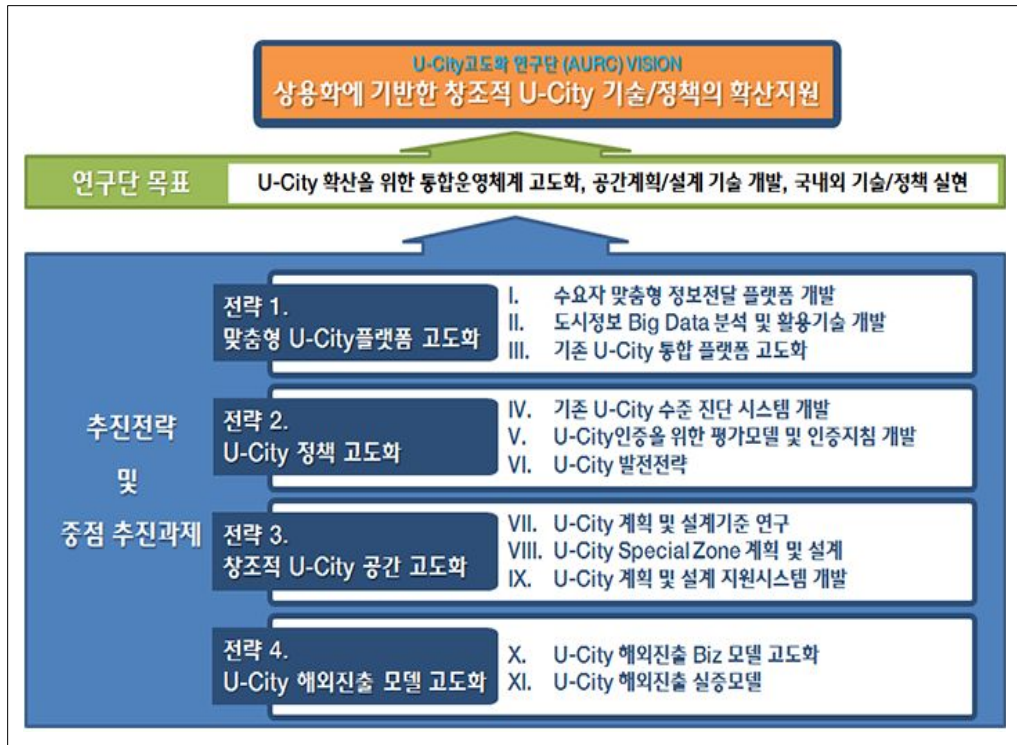 U-City고도화 연구단 (AURC) VISION
상용화에 기반한 창조적 U-City 기술/정책의 확산지원
연구단 목표
U-City 확산을 위한 통합운영체계 고도화, 공간계획/설계 기술 개발, 국내외 기술/정책 실현
추진전략
및
중점 추진과제
전략 1.
맞춤형 U-City플랫폼 고도화
I. 수요자 맞춤형 정보전달 플랫폼 개발
II. 도시정보 Big Data 분석 및 활용기술 개발
III. 기존 U-City 통합 플랫폼 고도화
전략 2.
U-City 정책 고도화
IV. 기존 U-City 수준 진단 시스템 개발
V. U-City인증을 위한 평가모델 및 인증지침 개발
VI. U-City 발전전략
전략 3.
창조적 U-City 공간 고도화
VII. U-City 계획 및 설계기준 연구
VIII. U-City Special Zone 계획 및 설계
IX. U-City 계획 및 설계 지원시스템 개발
전략 4.
U-City 해외진출 모델 고도화
X. U-City 해외진출 Biz 모델 고도화
XI. U-City 해외진출 실증모델